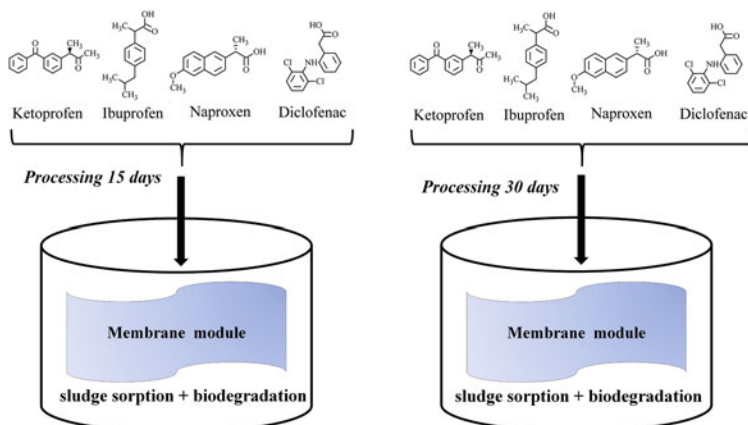 Ketoprofen Ibuprofen Naproxen Diclofenac
Processing 15 days
Membrane module
sludge sorption + biodegradation
Ketoprofen Ibuprofen Naproxen Diclofenac
Processing 30 days
Membrane module
sludge sorption + biodegradation